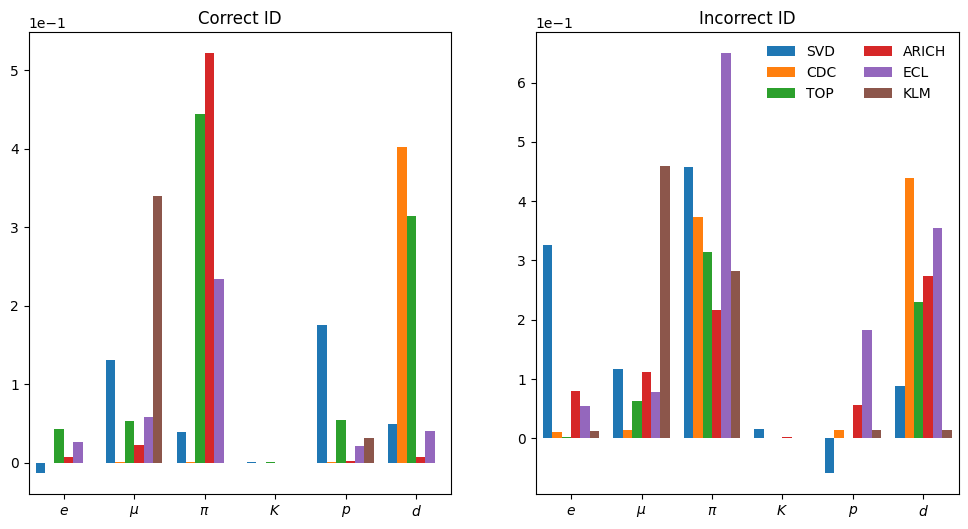 Correct ID
1e−1
5
4
3
2
1
0
e μ π K p d
Incorrect ID
1e−1
6
5
4
3
2
1
0
e μ π K p d
SVD
CDC
TOP
ARICH
ECL
KLM